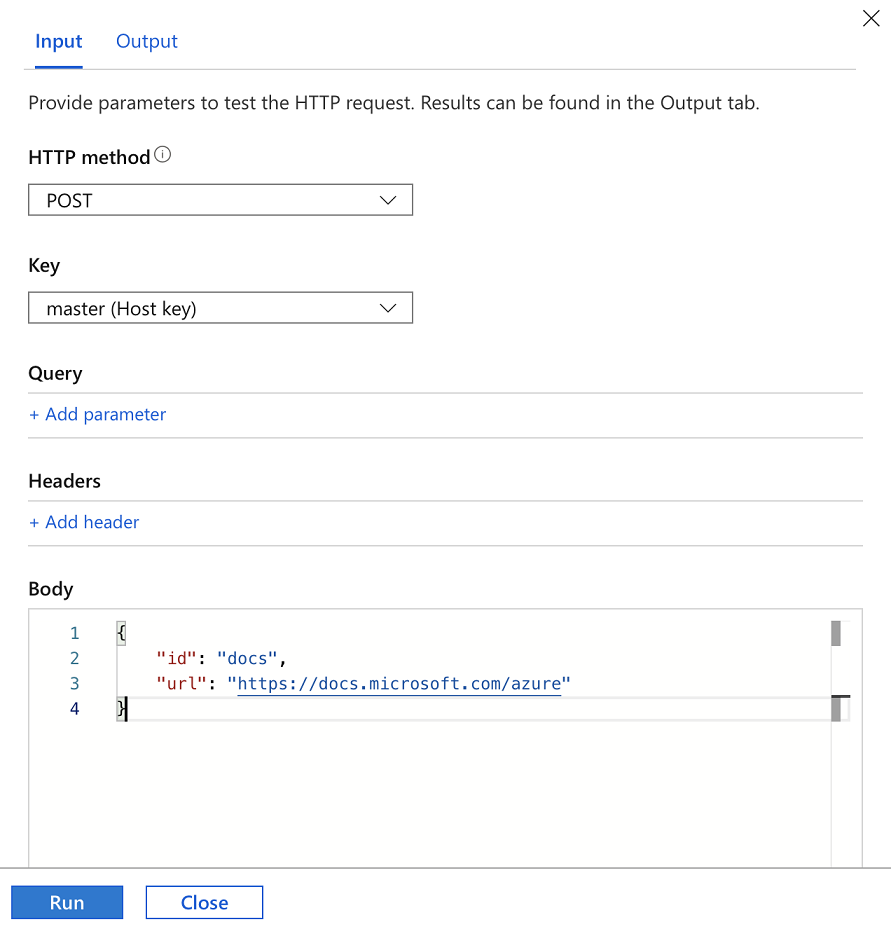 Input Output
Provide parameters to test the HTTP request. Results can be found in the Output tab.
HTTP method
POST
Key
master (Host key)
Query
+ Add parameter
Headers
+ Add header
Body
1 {
2 "id": "docs",
3 "url": "https://docs.microsoft.com/azure"
4 }
Run Close